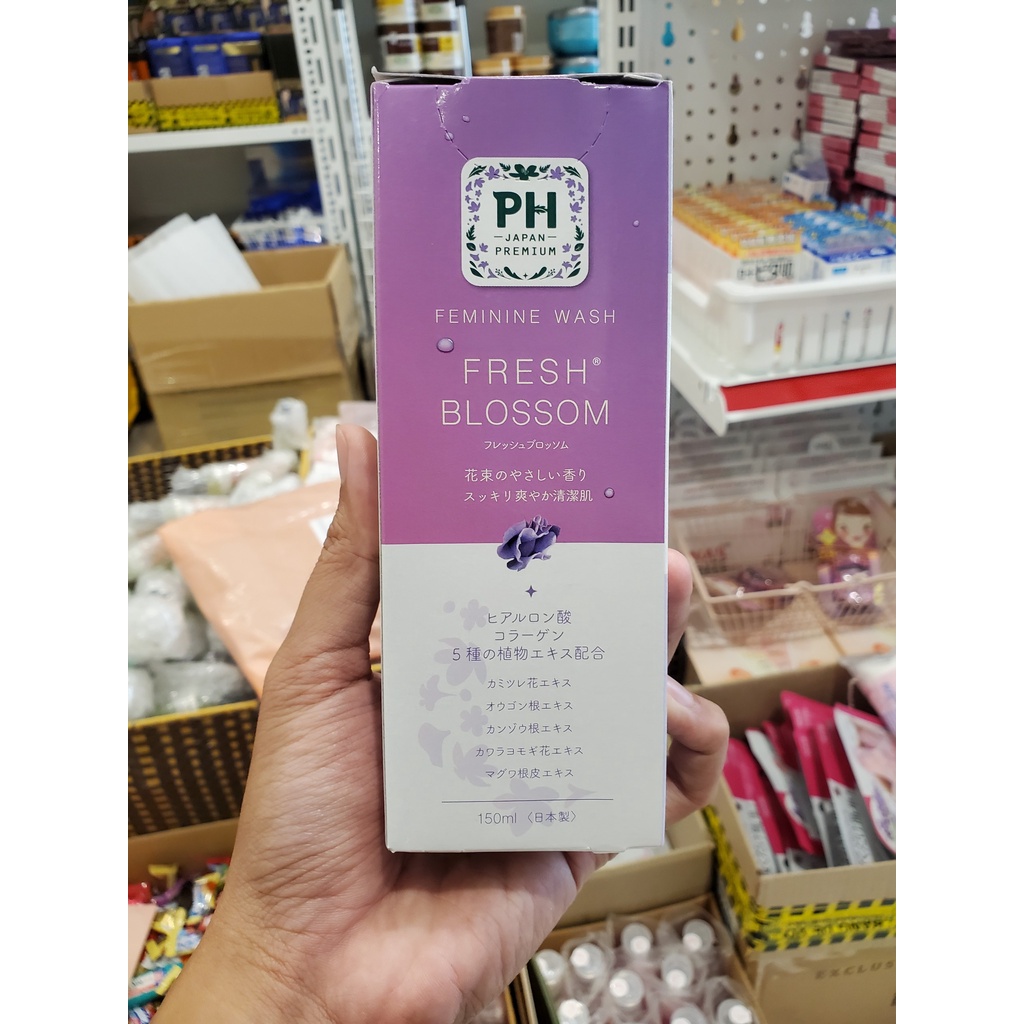 PH
JAPAN
PREMIUM
FEMININE WASH
FRESH®
BLOSSOM
フレッシュブロッソム
花束のやさしい香り
スッキリ爽やか清潔肌
ヒアルロン酸
コラーゲン
5種の植物エキス配合
カミツレ花エキス
オウゴン根エキス
カンゾウ根エキス
カワラヨモギ花エキス
マグワ根皮エキス
150ml 〈日本製〉
EXCLUS